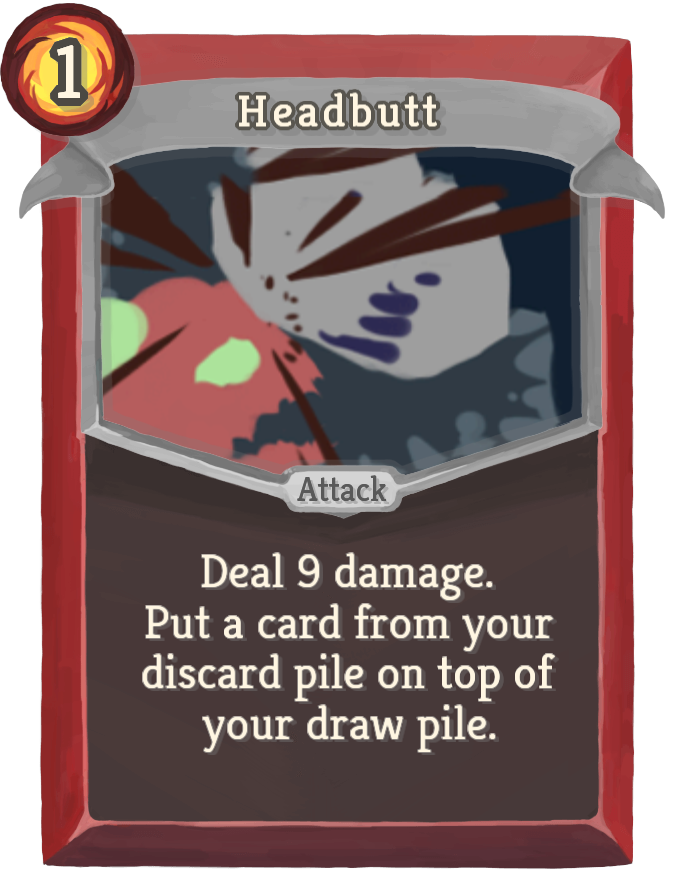 1
Headbutt
Attack
Deal 9 damage.
Put a card from your
discard pile on top of
your draw pile.